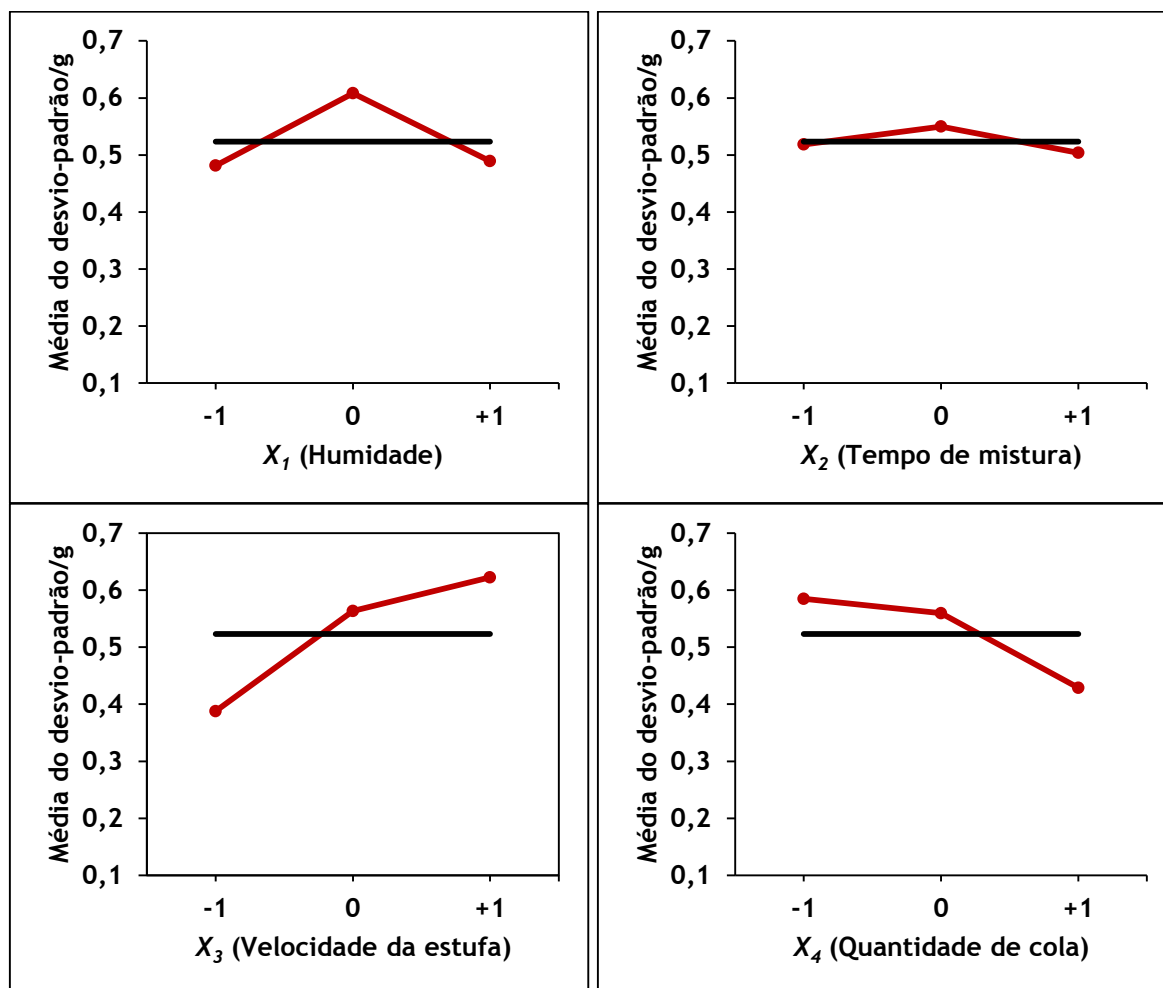 Média do desvio-padrão/g
0,7
0,6
0,5
0,4
0,3
0,2
0,1
-1 0 +1
X1 (Humidade)
Média do desvio-padrão/g
0,7
0,6
0,5
0,4
0,3
0,2
0,1
-1 0 +1
X2 (Tempo de mistura)
Média do desvio-padrão/g
0,7
0,6
0,5
0,4
0,3
0,2
0,1
-1 0 +1
X3 (Velocidade da estufa)
Média do desvio-padrão/g
0,7
0,6
0,5
0,4
0,3
0,2
0,1
-1 0 +1
X4 (Quantidade de cola)